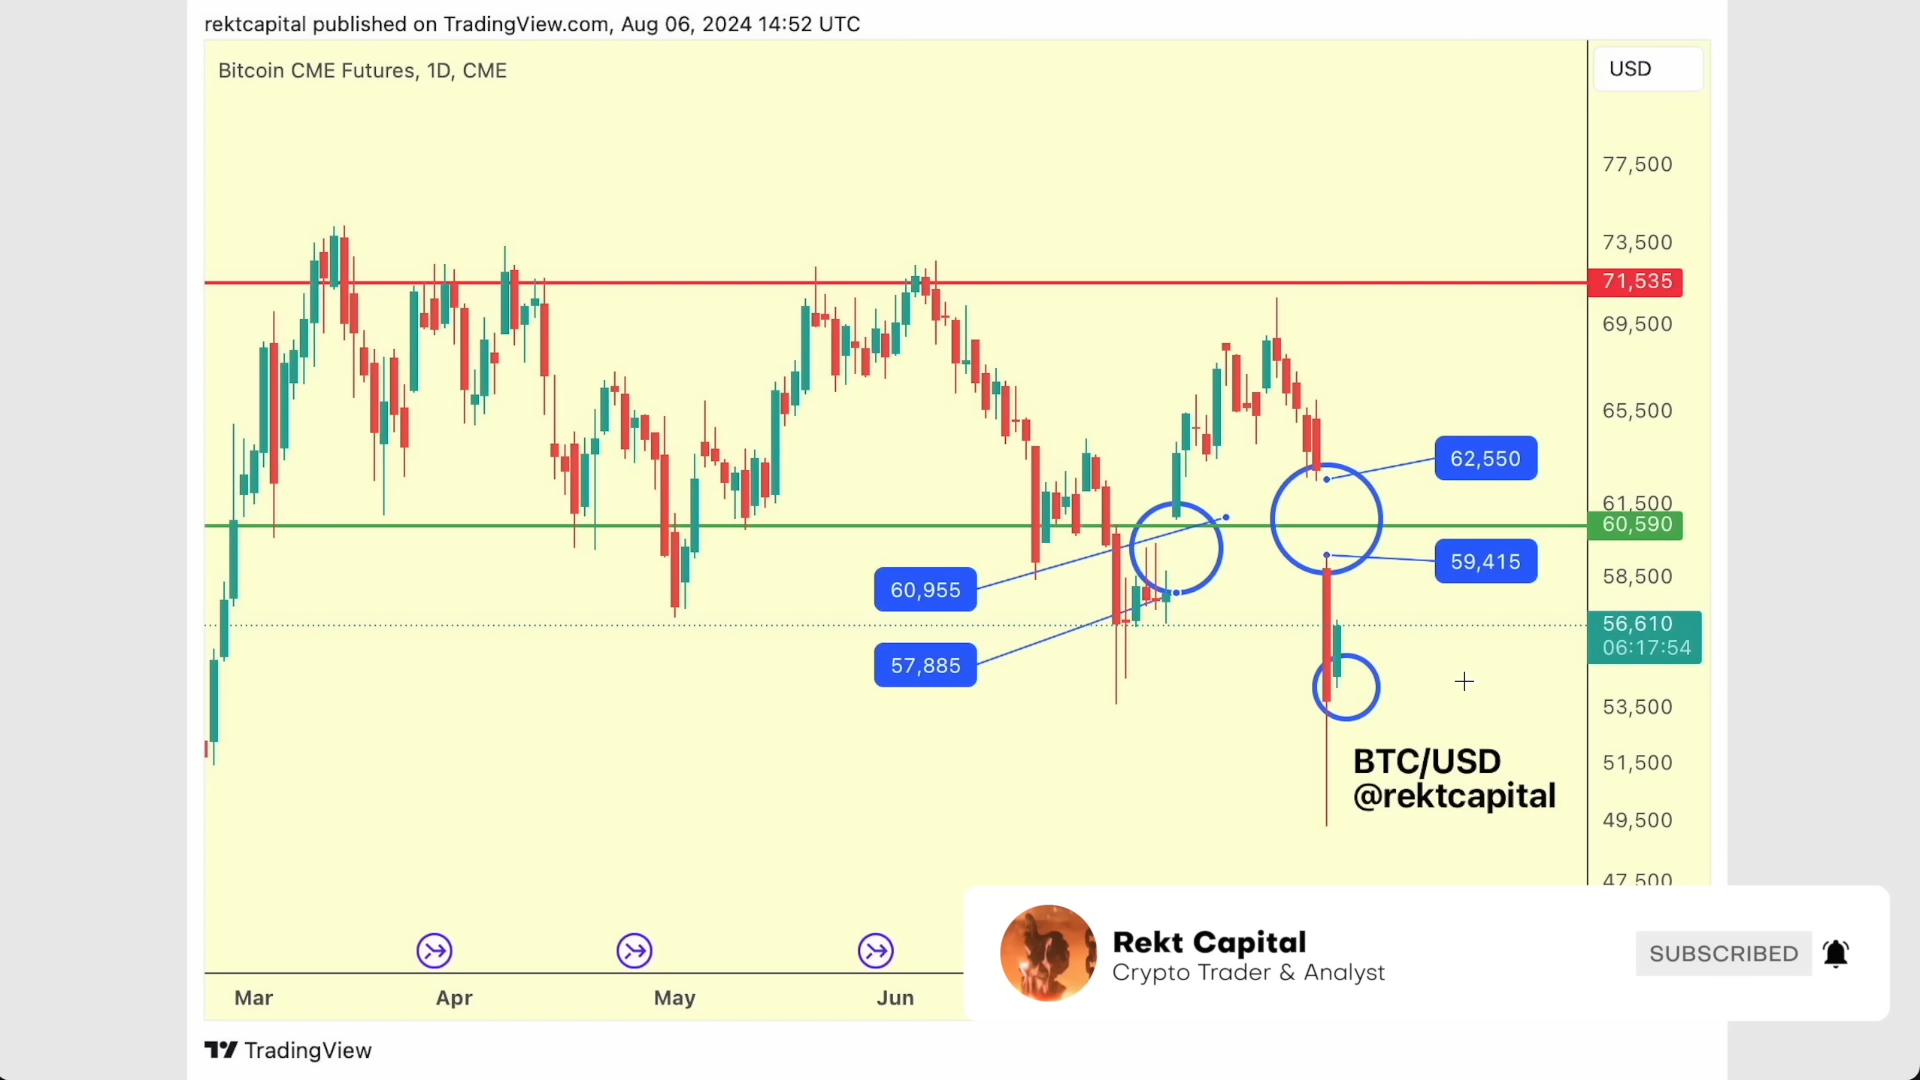 rektcapital published on TradingView.com, Aug 06, 2024 14:52 UTC
Bitcoin CME Futures, 1D, CME
USD
77,500
73,500
71,535
69,500
65,500
62,550
61,500
60,590
59,415
58,500
60,955
56,610
06:17:54
57,885
53,500
BTC/USD
@rektcapital
51,500
49,500
47,500
Rekt Capital
Crypto Trader & Analyst
SUBSCRIBED
Mar
Apr
May
Jun
TradingView